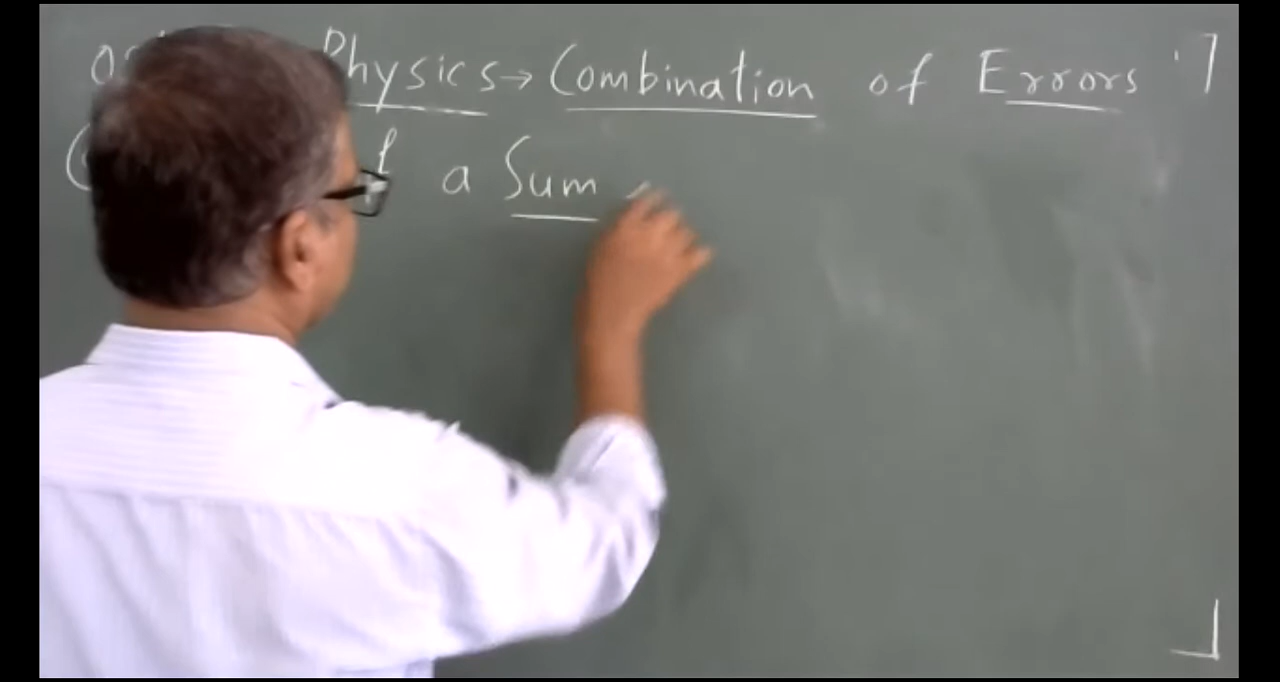 Physics → Combination of Errors
a Sum